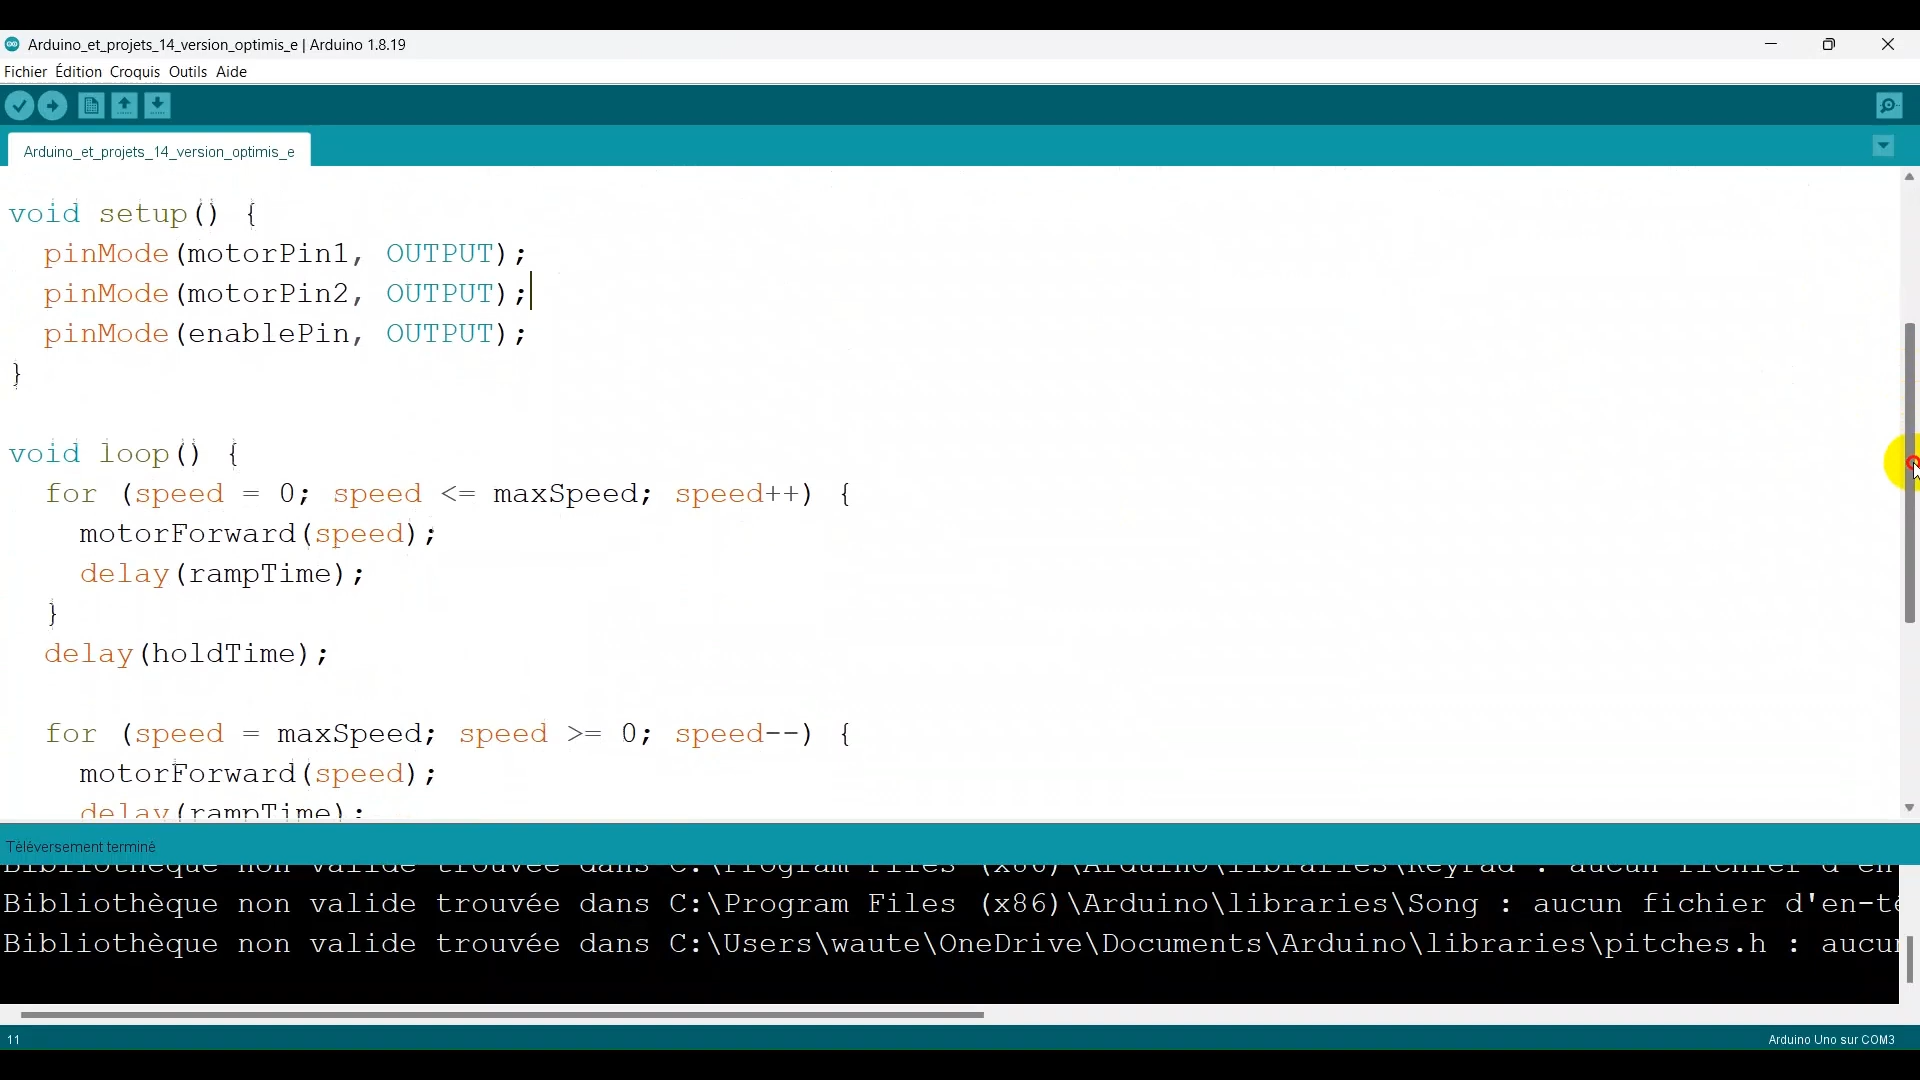 Arduino_et_projets_14_version_optimis_e | Arduino 1.8.19
Fichier Édition Croquis Outils Aide
Arduino_et_projets_14_version_optimis_e
void setup() {
pinMode(motorPin1, OUTPUT);
pinMode(motorPin2, OUTPUT);
pinMode(enablePin, OUTPUT);
}
void loop() {
for (speed = 0; speed <= maxSpeed; speed++) {
motorForward(speed);
delay(rampTime);
}
delay(holdTime);
for (speed = maxSpeed; speed >= 0; speed--) {
motorForward(speed);
delay(rampTime);
Téléversement terminé
Bibliothèque non valide trouvée dans C:\Program Files (x86)\Arduino\libraries\ : aucun fichier d'en
Bibliothèque non valide trouvée dans C:\Program Files (x86)\Arduino\libraries\Song : aucun fichier d'en-tê
Bibliothèque non valide trouvée dans C:\Users\waute\OneDrive\Documents\Arduino\libraries\pitches.h : aucun
11
Arduino Uno sur COM3